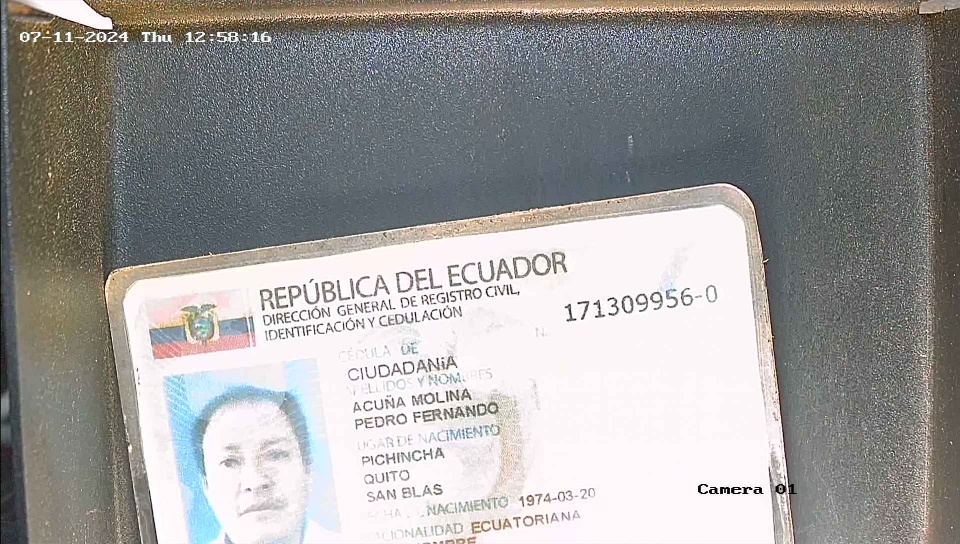 07-11-2024 Thu 12:58:16
REPÚBLICA DEL ECUADOR
DIRECCIÓN GENERAL DE REGISTRO CIVIL,
IDENTIFICACIÓN Y CEDULACIÓN
N. 171309956-0
CÉDULA DE
CIUDADANÍA
APELLIDOS Y NOMBRES
ACUÑA MOLINA
PEDRO FERNANDO
LUGAR DE NACIMIENTO
PICHINCHA
QUITO
SAN BLAS
FECHA NACIMIENTO 1974-03-20
NACIONALIDAD ECUATORIANA
Camera 01